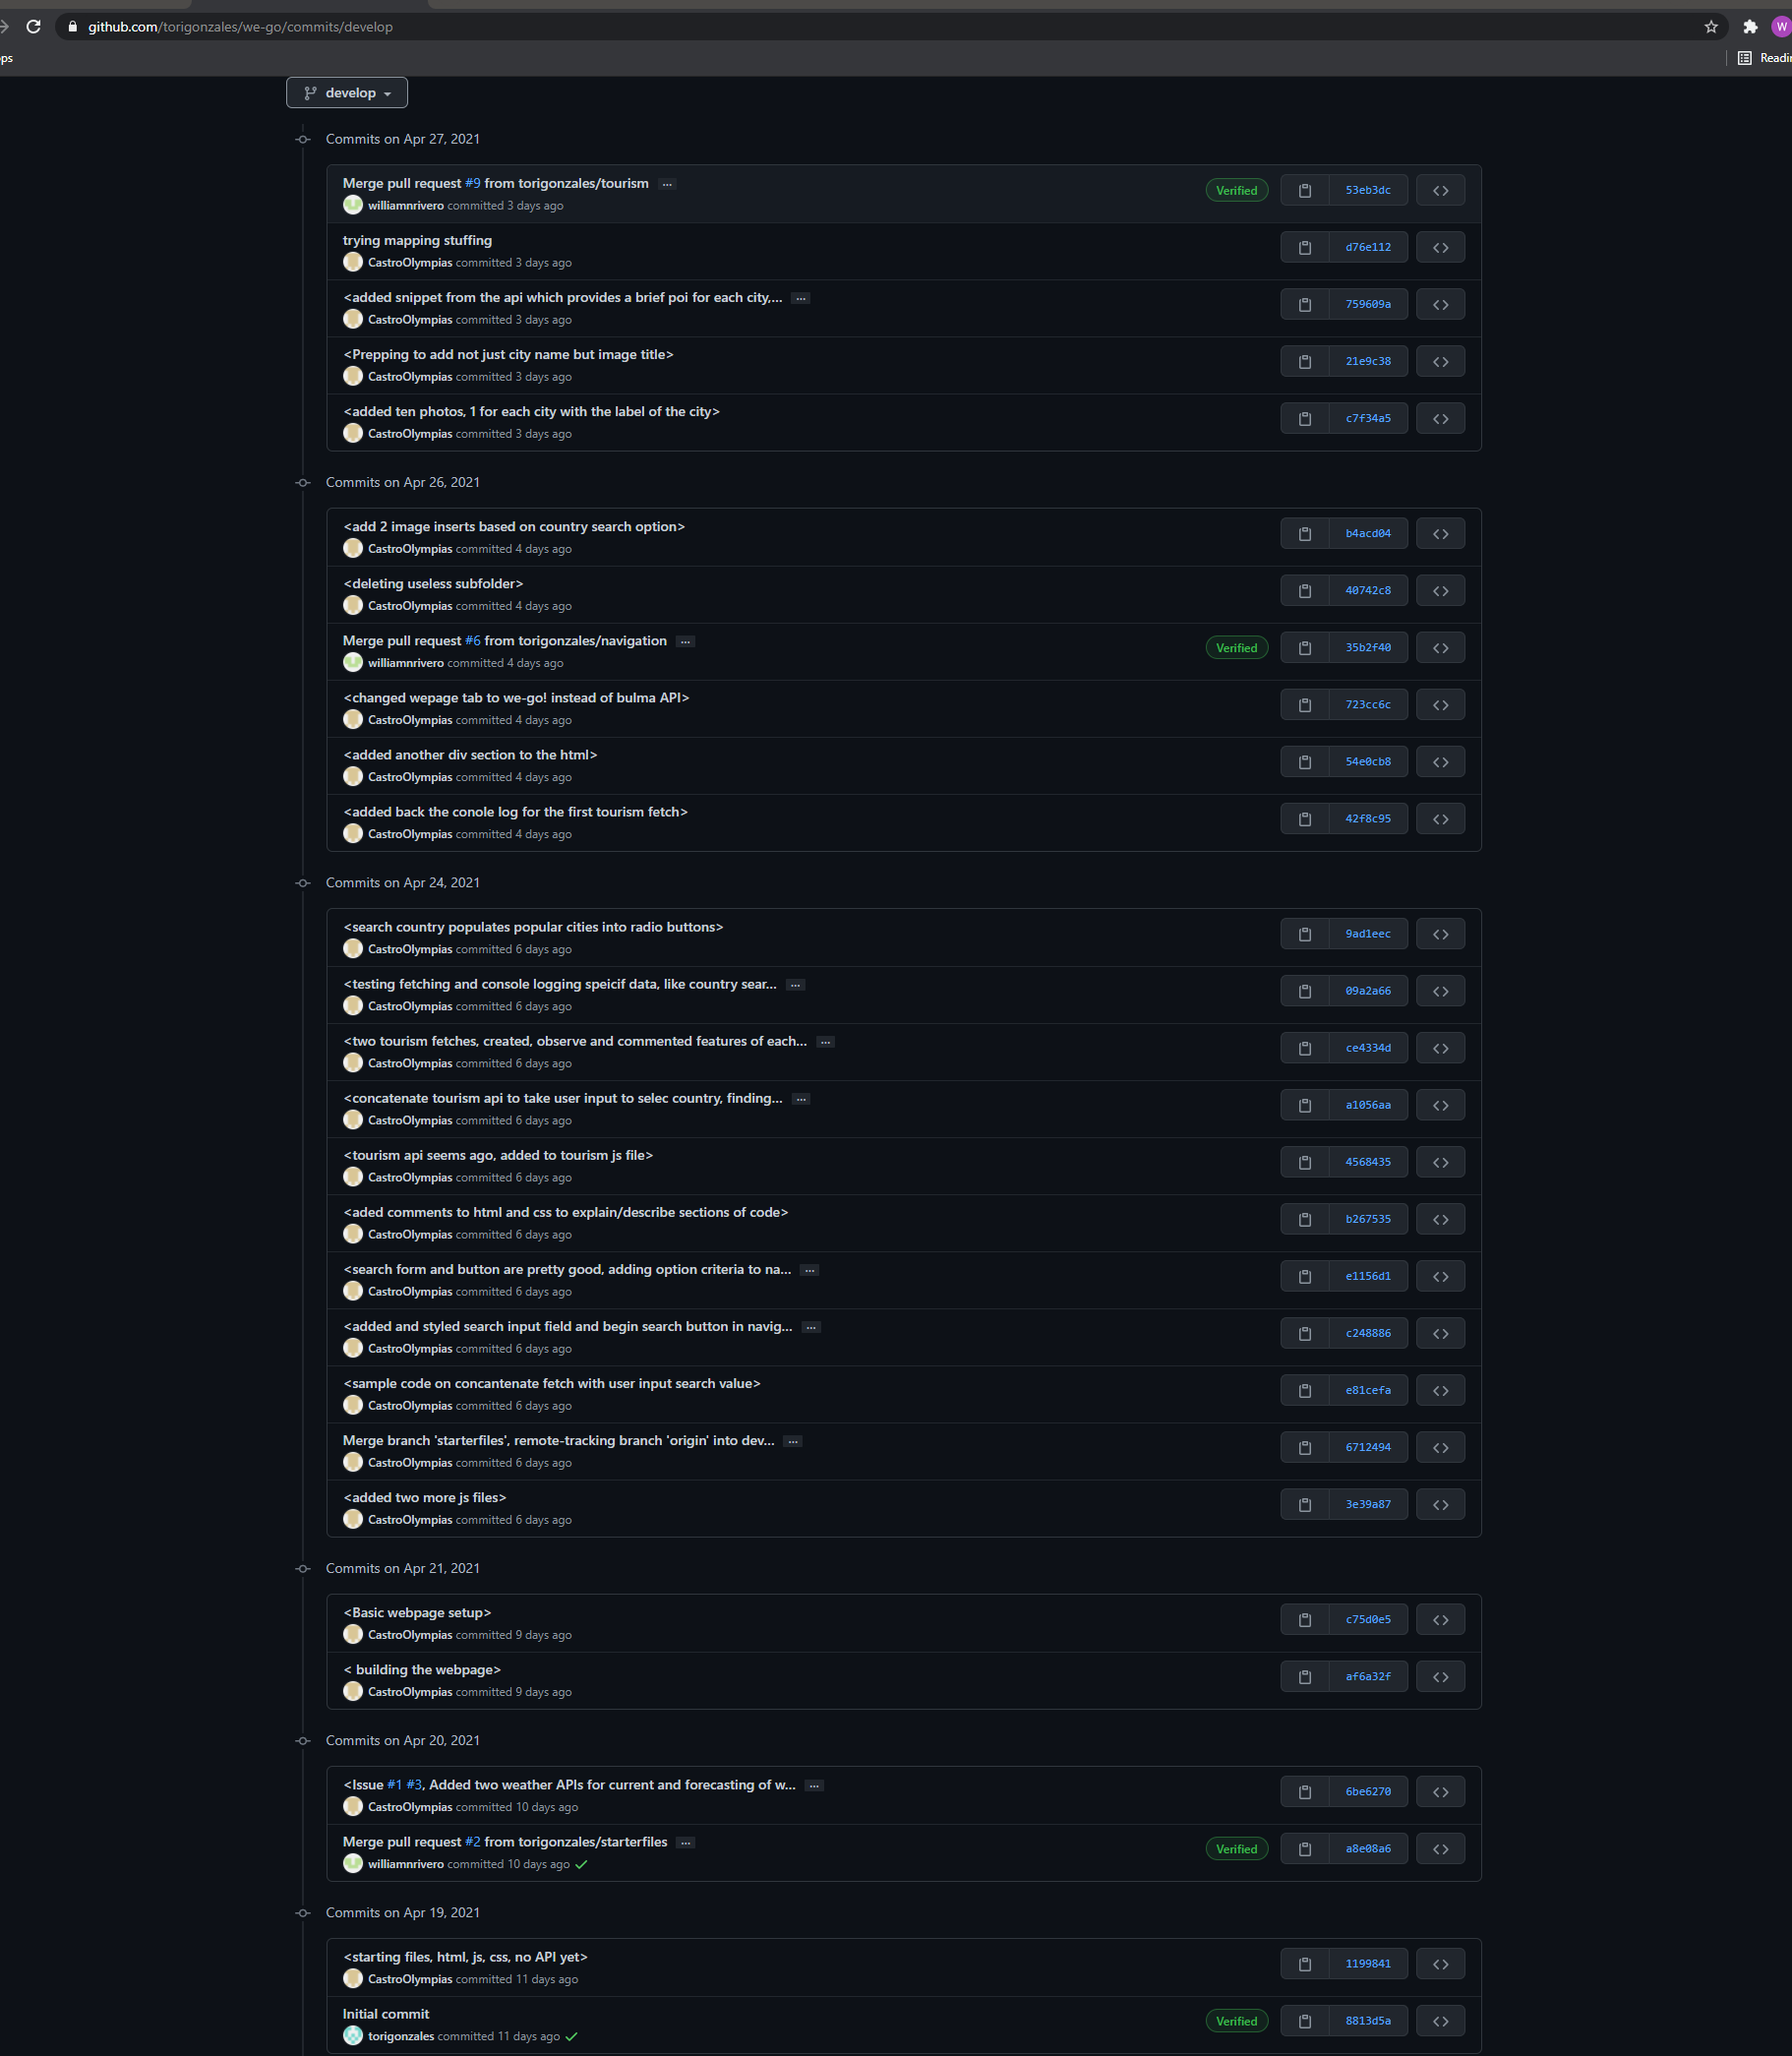 github.com/torigonzales/we-go/commits/develop
W
ps
Readin
develop
Commits on Apr 27, 2021
Merge pull request #9 from torigonzales/tourism ...
Verified
53eb3dc
williamnrivero committed 3 days ago
trying mapping stuffing
d76e112
CastroOlympias committed 3 days ago
<added snippet from the api which provides a brief poi for each city,... ...
759609a
CastroOlympias committed 3 days ago
<Prepping to add not just city name but image title>
21e9c38
CastroOlympias committed 3 days ago
<added ten photos, 1 for each city with the label of the city>
c7f34a5
CastroOlympias committed 3 days ago
Commits on Apr 26, 2021
<add 2 image inserts based on country search option>
b4acd04
CastroOlympias committed 4 days ago
<deleting useless subfolder>
40742c8
CastroOlympias committed 4 days ago
Merge pull request #6 from torigonzales/navigation ...
Verified
35b2f40
williamnrivero committed 4 days ago
<changed wepage tab to we-go! instead of bulma API>
723cc6c
CastroOlympias committed 4 days ago
<added another div section to the html>
54e0cb8
CastroOlympias committed 4 days ago
<added back the conole log for the first tourism fetch>
42f8c95
CastroOlympias committed 4 days ago
Commits on Apr 24, 2021
<search country populates popular cities into radio buttons>
9ad1eec
CastroOlympias committed 6 days ago
<testing fetching and console logging speicif data, like country sear... ...
09a2a66
CastroOlympias committed 6 days ago
<two tourism fetches, created, observe and commented features of each... ...
ce4334d
CastroOlympias committed 6 days ago
<concatenate tourism api to take user input to selec country, finding... ...
a1056aa
CastroOlympias committed 6 days ago
<tourism api seems ago, added to tourism js file>
4568435
CastroOlympias committed 6 days ago
<aded comments to html and css to explain/describe sections of code>
b267535
CastroOlympias committed 6 days ago
<search form and button are pretty good, adding option criteria to na... ...
e1156d1
CastroOlympias committed 6 days ago
<added and styled search input field and begin search button in navig... ...
c248886
CastroOlympias committed 6 days ago
<sample code on concantenate fetch with user input search value>
e81cefa
CastroOlympias committed 6 days ago
Merge branch 'starterfiles', remote-tracking branch 'origin' into dev... ...
6712494
CastroOlympias committed 6 days ago
<added two more js files>
3e39a87
CastroOlympias committed 6 days ago
Commits on Apr 21, 2021
<Basic webpage setup>
c75d0e5
CastroOlympias committed 9 days ago
< building the webpage>
af6a32f
CastroOlympias committed 9 days ago
Commits on Apr 20, 2021
<Issue #1 #3, Added two weather APIs for current and forecasting of w... ...
6be6270
CastroOlympias committed 10 days ago
Merge pull request #2 from torigonzales/starterfiles ...
Verified
a8e08a6
williamnrivero committed 10 days ago
Commits on Apr 19, 2021
<starting files, html, js, css, no API yet>
1199841
CastroOlympias committed 11 days ago
Initial commit
Verified
8813d5a
torigonzales committed 11 days ago